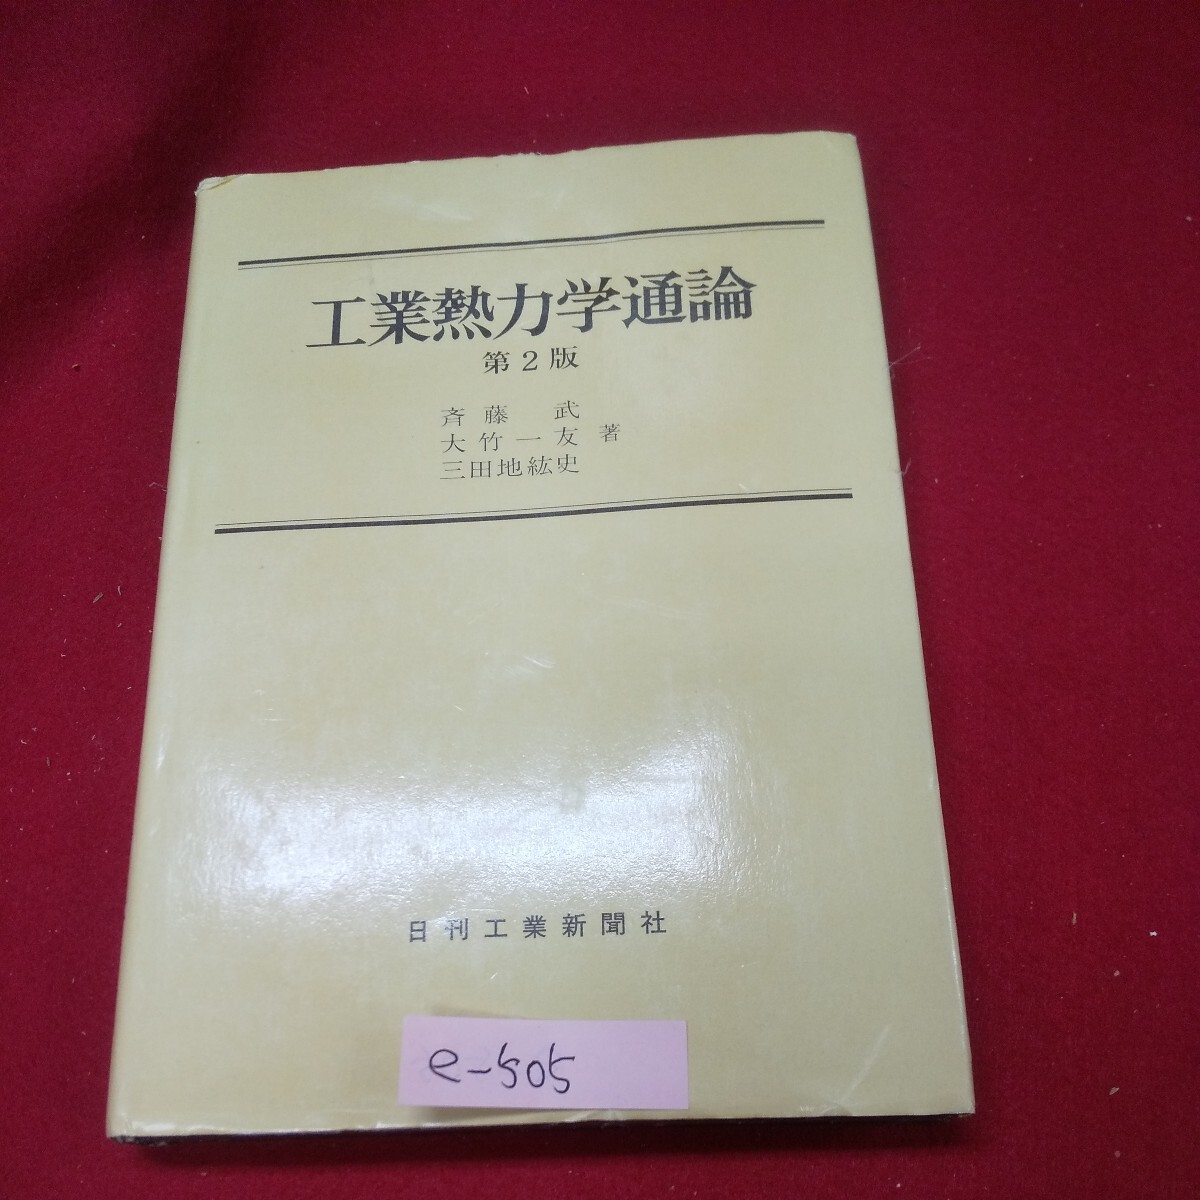 工業熱力学通論
第2版
斉藤 武
大竹一友 著
三田地紘史
日刊工業新聞社
e-505